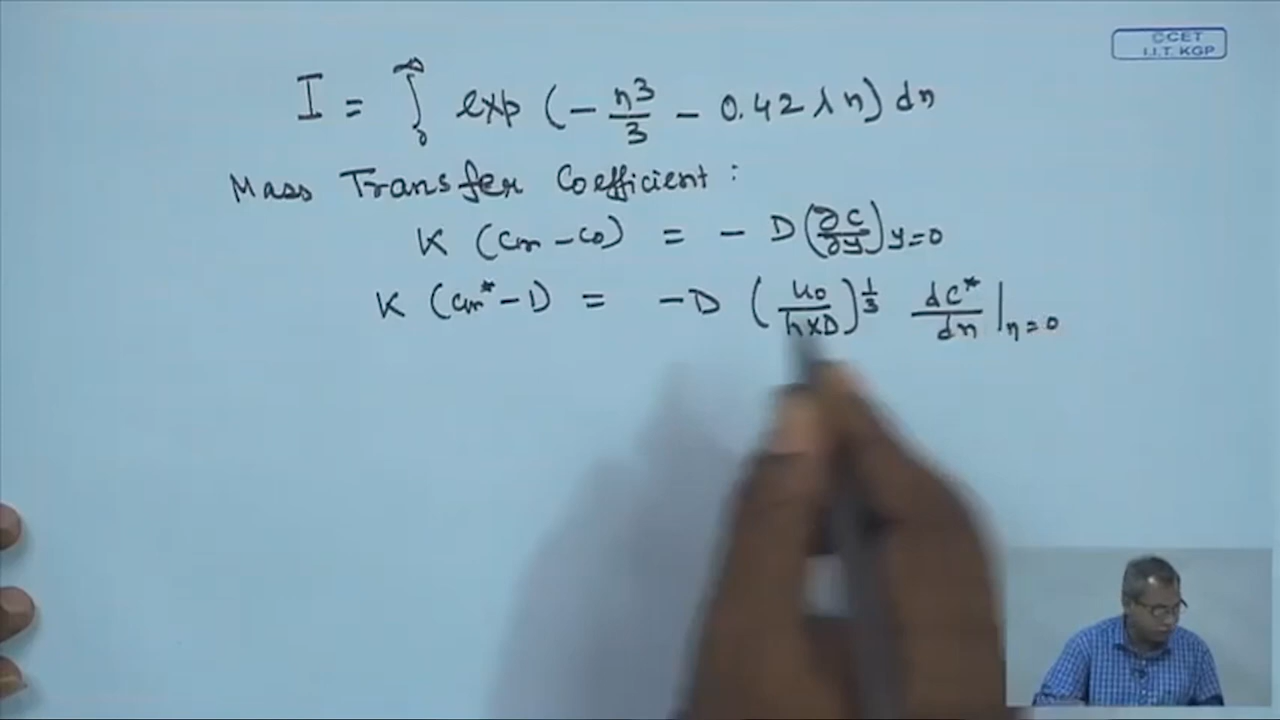 ©CET
I.I.T. KGP
I = ∫₀^∞ exp (- η³/3 - 0.42 λ η) dη
Mass Transfer Coefficient :
K (Cm - C0) = - D (∂C/∂y)y=0
K (Cm* - 1) = - D (u0/hxD)^1/3 dC*/dη |η=0